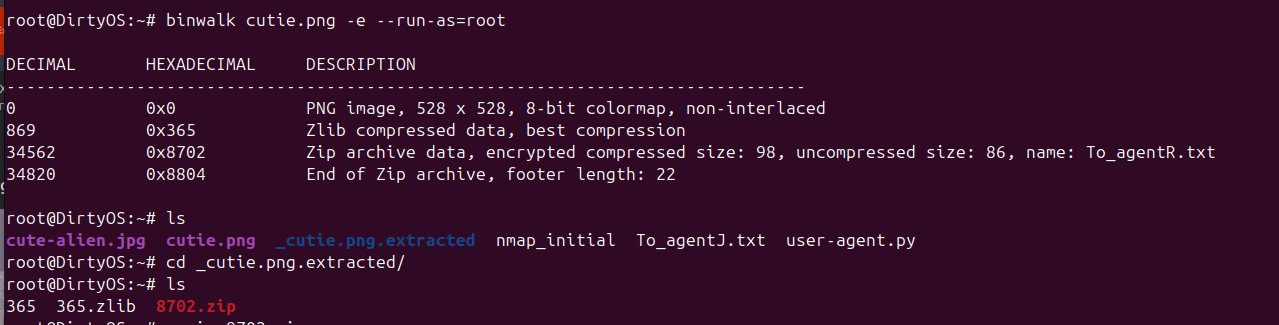 root@DirtyOS:~# binwalk cutie.png -e --run-as=root
DECIMAL       HEXADECIMAL     DESCRIPTION
--------------------------------------------------------------------------------
0             0x0             PNG image, 528 x 528, 8-bit colormap, non-interlaced
869           0x365           Zlib compressed data, best compression
34562         0x8702          Zip archive data, encrypted compressed size: 98, uncompressed size: 86, name: To_agentR.txt
34820         0x8804          End of Zip archive, footer length: 22
root@DirtyOS:~# ls
cute-alien.jpg  cutie.png  _cutie.png.extracted  nmap_initial  To_agentJ.txt  user-agent.py
root@DirtyOS:~# cd _cutie.png.extracted/
root@DirtyOS:~# ls
365  365.zlib  8702.zip